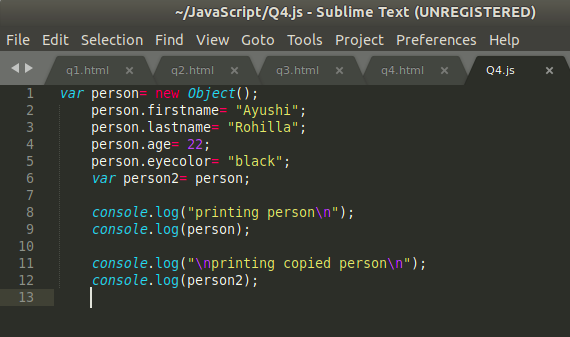 ~/JavaScript/Q4.js - Sublime Text (UNREGISTERED)
File Edit Selection Find View Goto Tools Project Preferences Help
q1.html × q2.html × q3.html × q4.html × Q4.js ×
1 var person= new Object();
2 person.firstname= "Ayushi";
3 person.lastname= "Rohilla";
4 person.age= 22;
5 person.eyecolor= "black";
6 var person2= person;
7
8 console.log("printing person\n");
9 console.log(person);
10
11 console.log("\nprinting copied person\n");
12 console.log(person2);
13